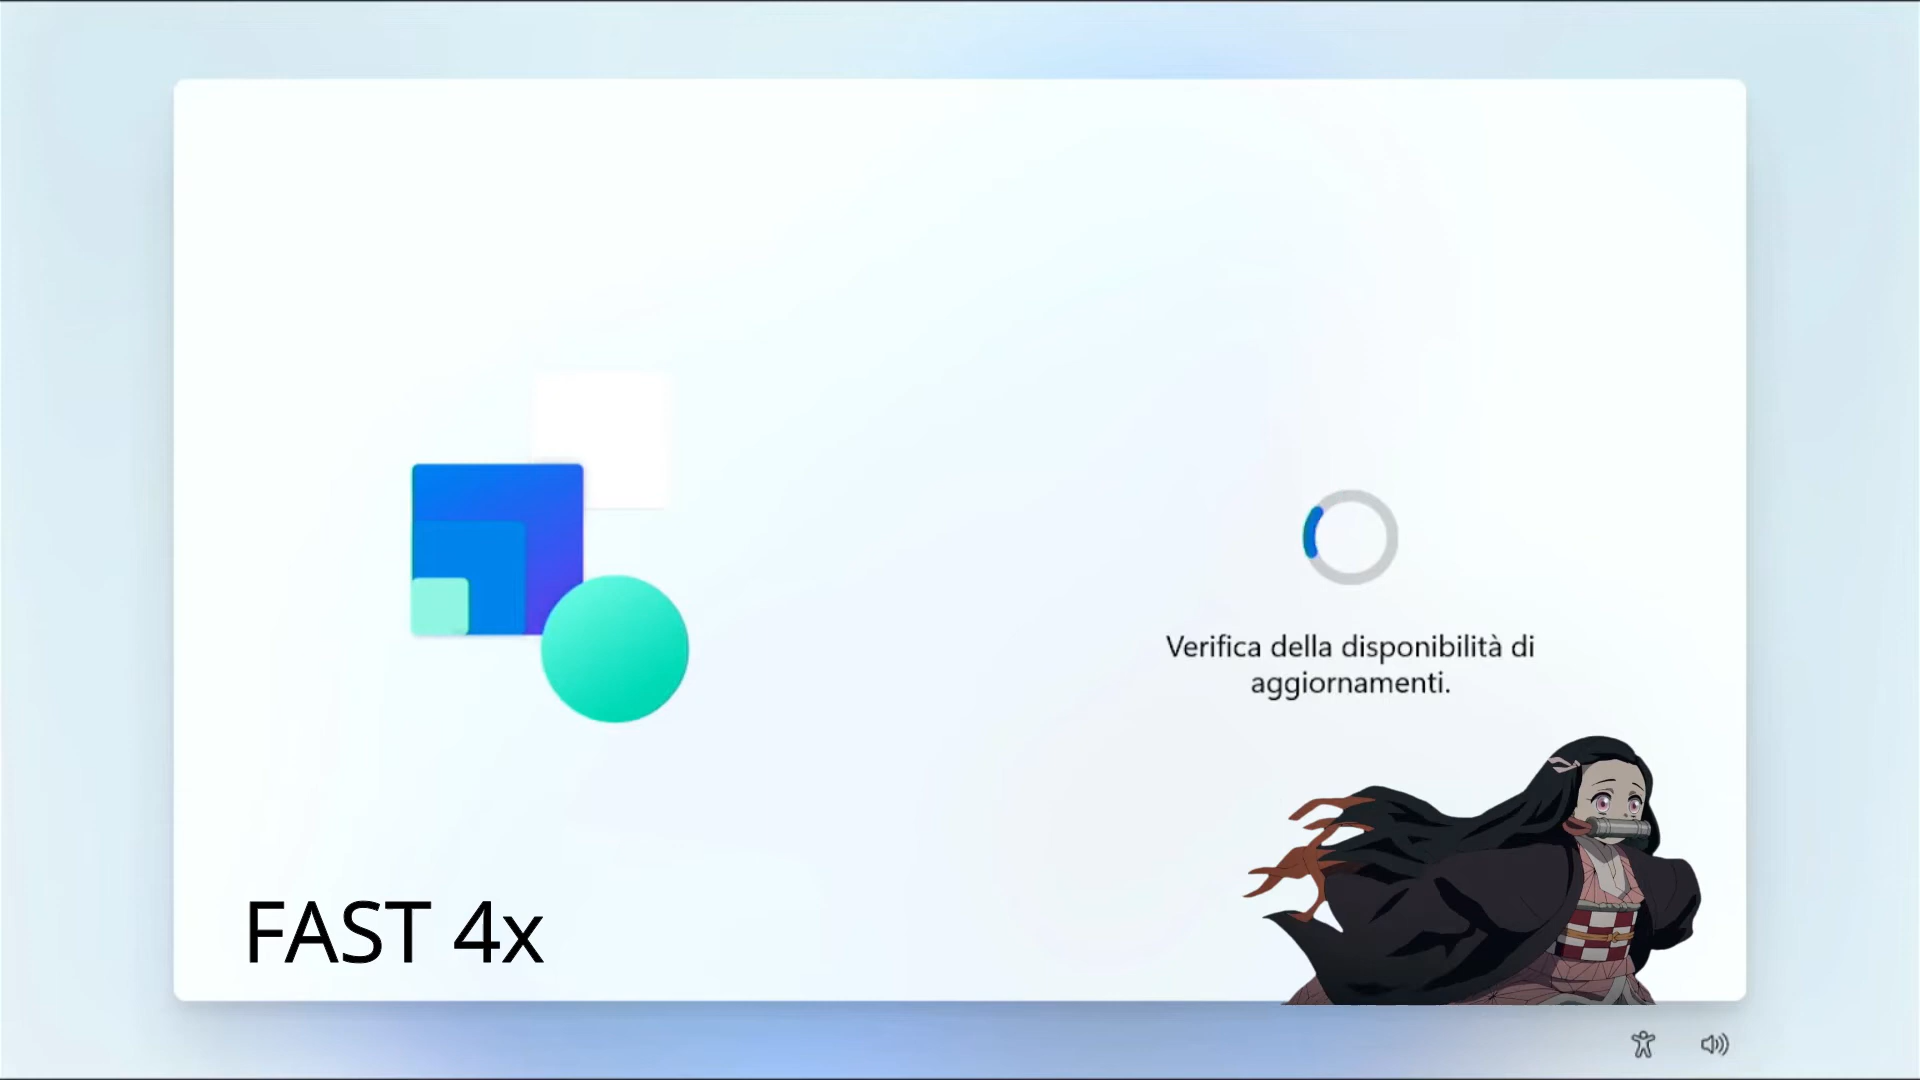 Verifica della disponibilità di
aggiornamenti.
FAST 4x